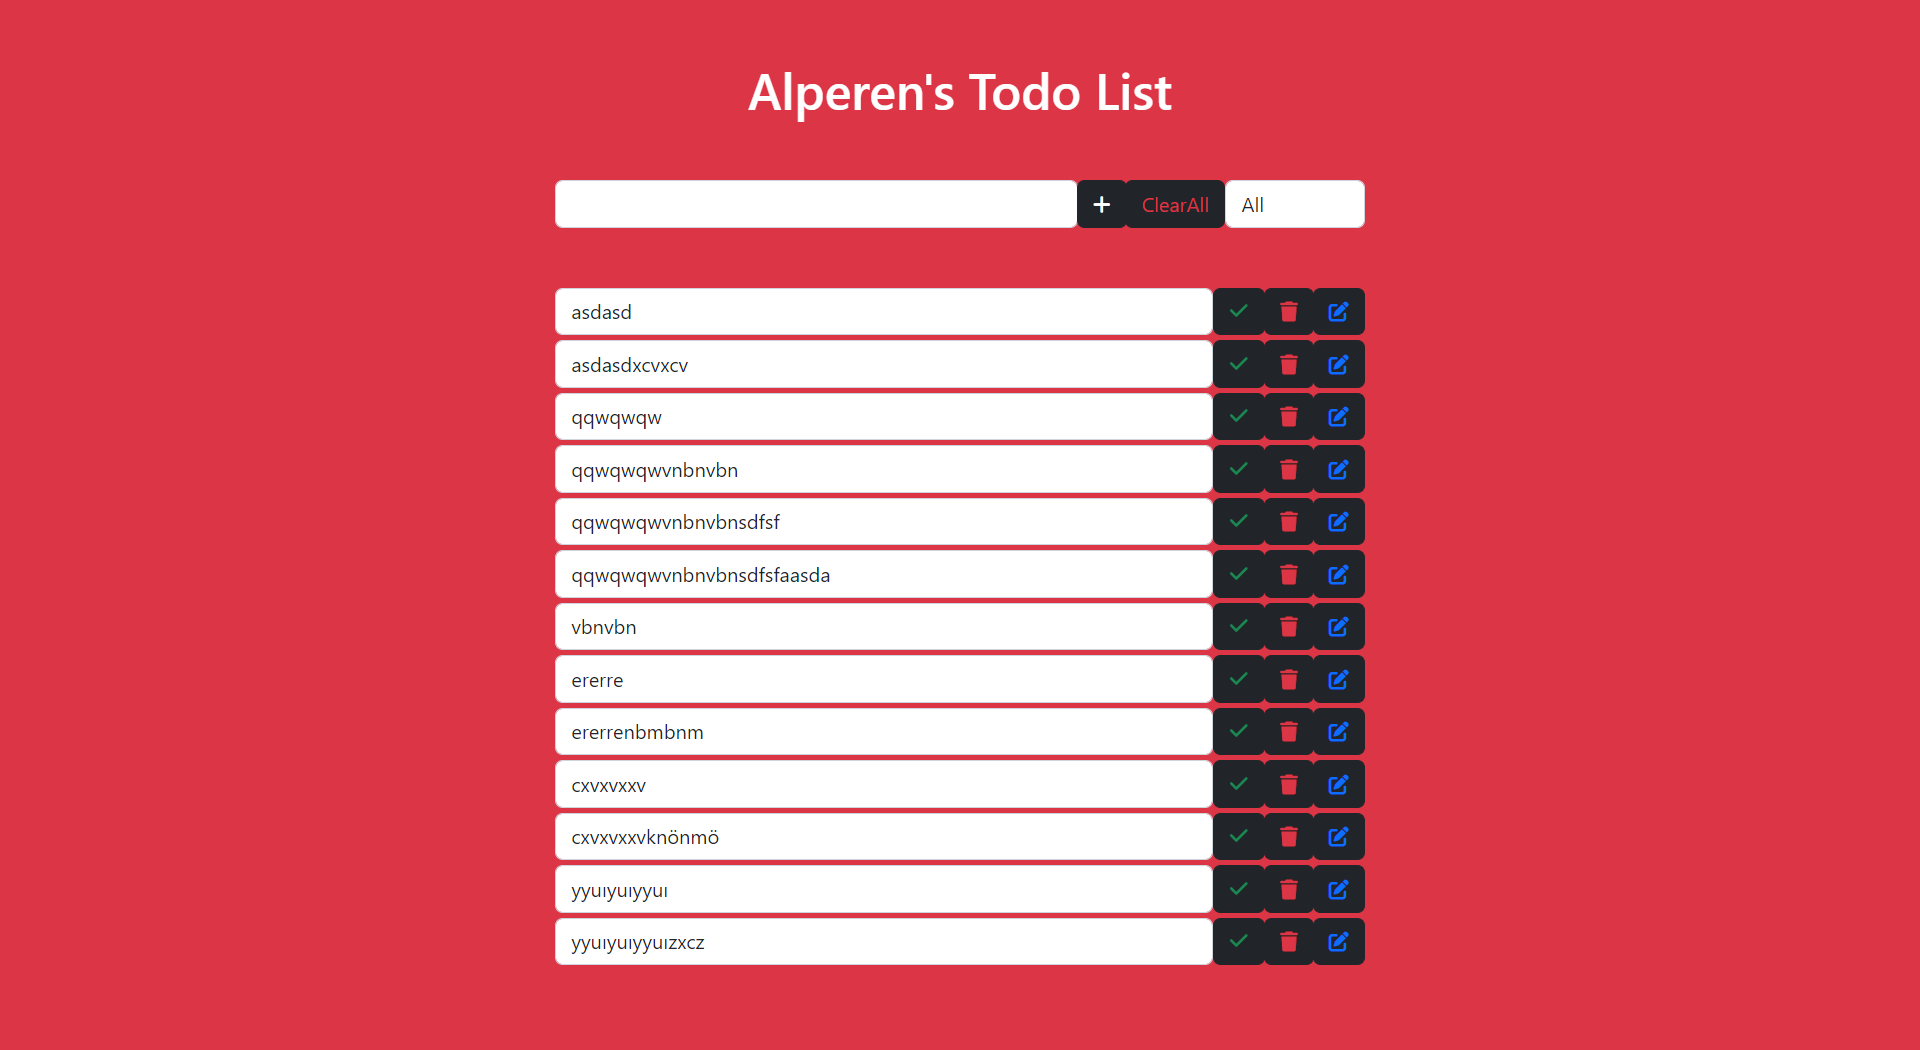 Alperen's Todo List
ClearAll All
asdasd
asdasdxcvxcv
qqwqwqw
qqwqwqwvnbnvbn
qqwqwqwvnbnvbnsdfsf
qqwqwqwvnbnvbnsdfsfaasda
vbnvbn
ererre
ererrenbmbnm
cxvxvxxv
cxvxvxxvknönmö
yyuıyuıyyuı
yyuıyuıyyuızxcz